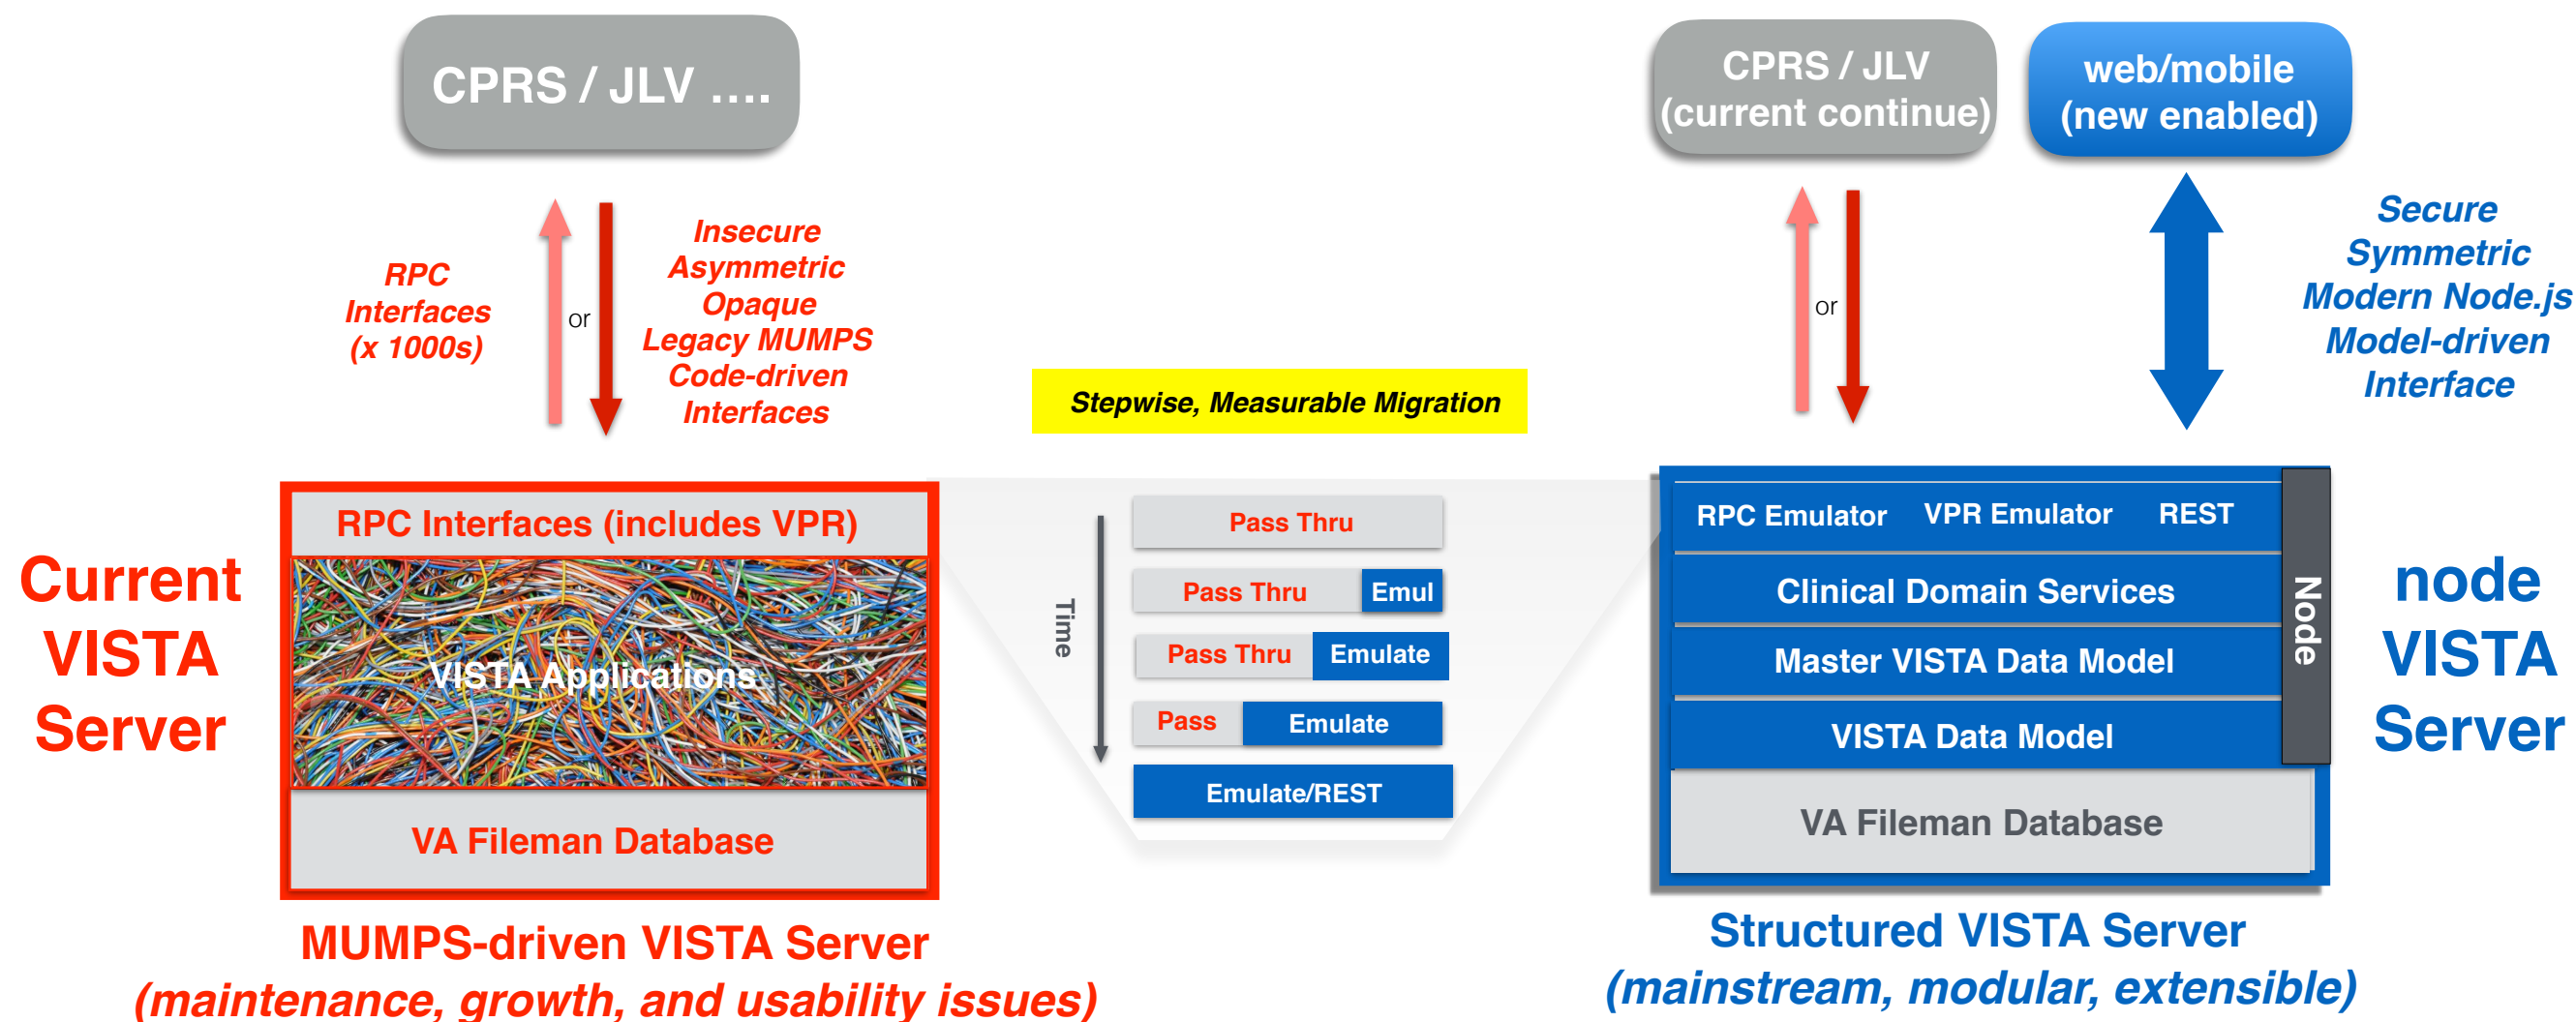 CPRS / JLV ....
RPC
Interfaces
(x 1000s)
or
Insecure
Asymmetric
Opaque
Legacy MUMPS
Code-driven
Interfaces
Current
VISTA
Server
RPC Interfaces (includes VPR)
VISTA Applications
VA Fileman Database
MUMPS-driven VISTA Server
(maintenance, growth, and usability issues)
Stepwise, Measurable Migration
Time
Pass Thru
Pass Thru Emul
Pass Thru Emulate
Pass Emulate
Emulate/REST
CPRS / JLV
(current continue)
web/mobile
(new enabled)
or
Secure
Symmetric
Modern Node.js
Model-driven
Interface
RPC Emulator VPR Emulator REST
Clinical Domain Services
Master VISTA Data Model
VISTA Data Model
VA Fileman Database
Node
node
VISTA
Server
Structured VISTA Server
(mainstream, modular, extensible)